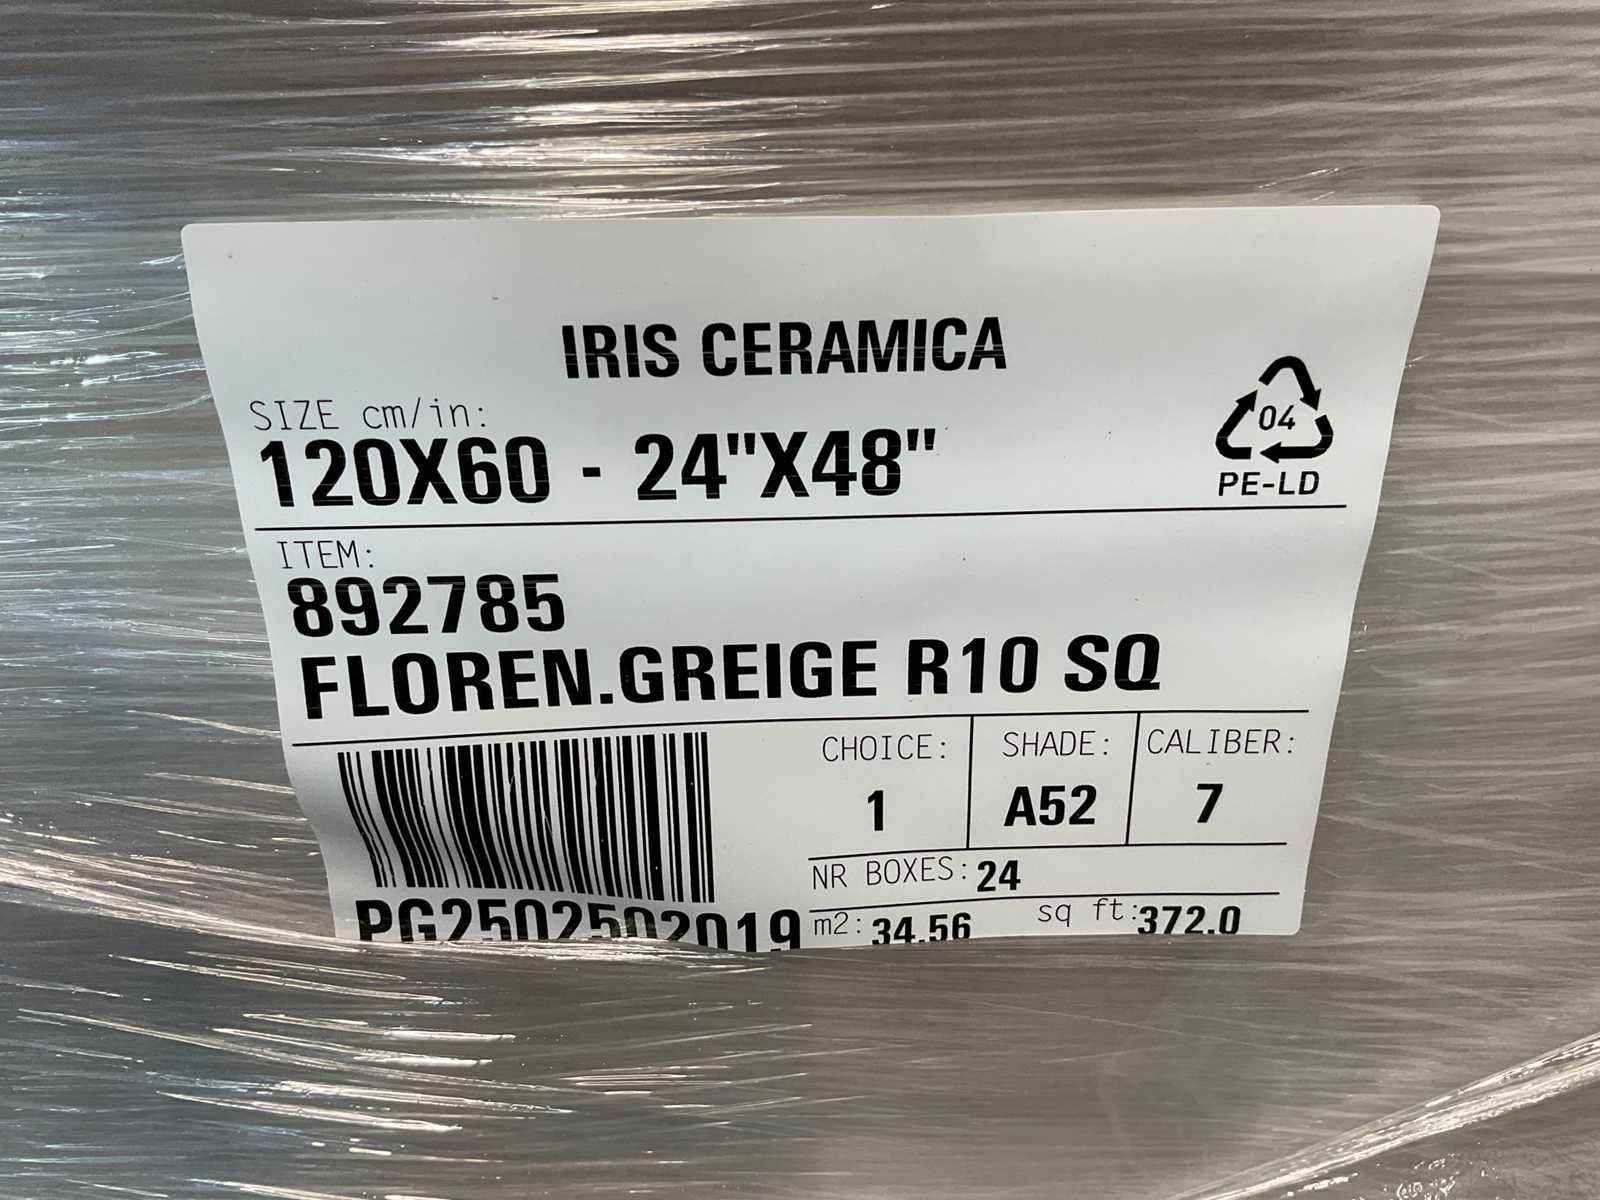 IRIS CERAMICA
SIZE cm/in:
120X60 - 24"X48"
04
PE-LD
ITEM:
892785
FLOREN.GREIGE R10 SQ
CHOICE: SHADE: CALIBER:
1 A52 7
NR BOXES: 24
PG2502502019 m2: 34.56 sq ft: 372.0